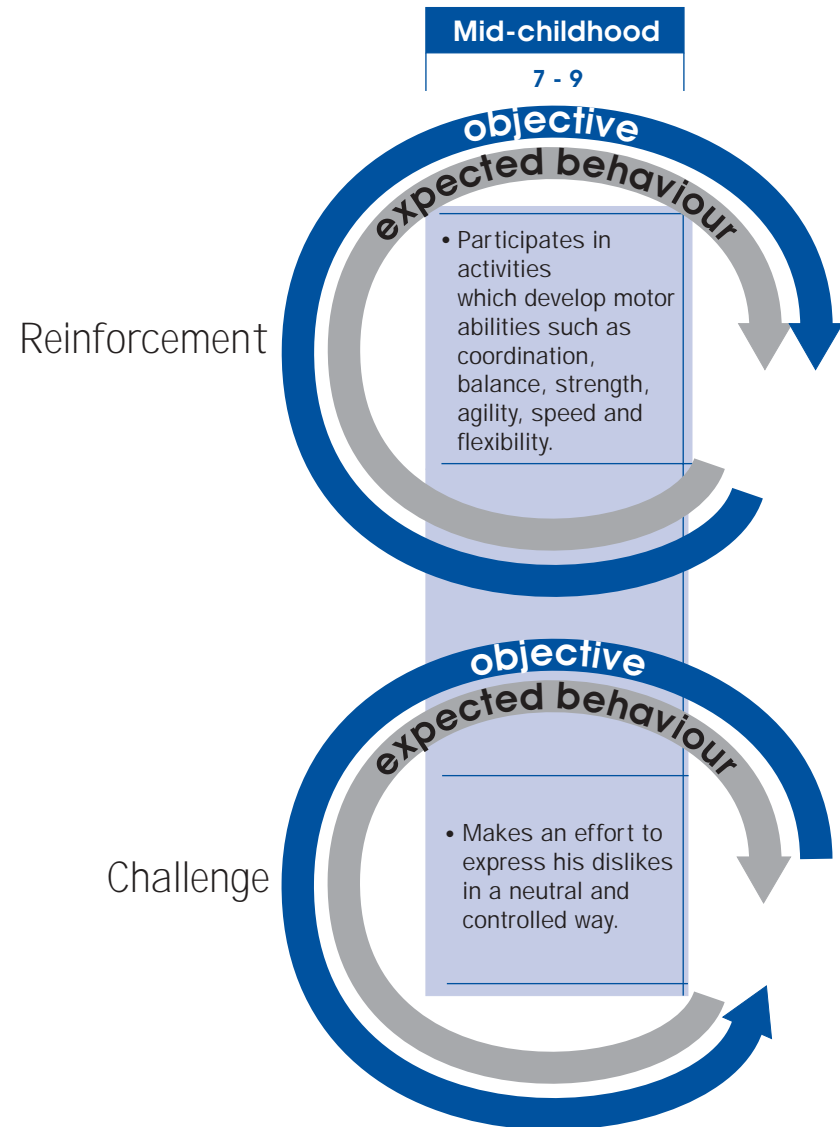 Mid-childhood
7 - 9
objective
expected behaviour
• Participates in
activities
which develop motor
abilities such as
coordination,
balance, strength,
agility, speed and
flexibility.
Reinforcement
objective
expected behaviour
• Makes an effort to
express his dislikes
in a neutral and
controlled way.
Challenge